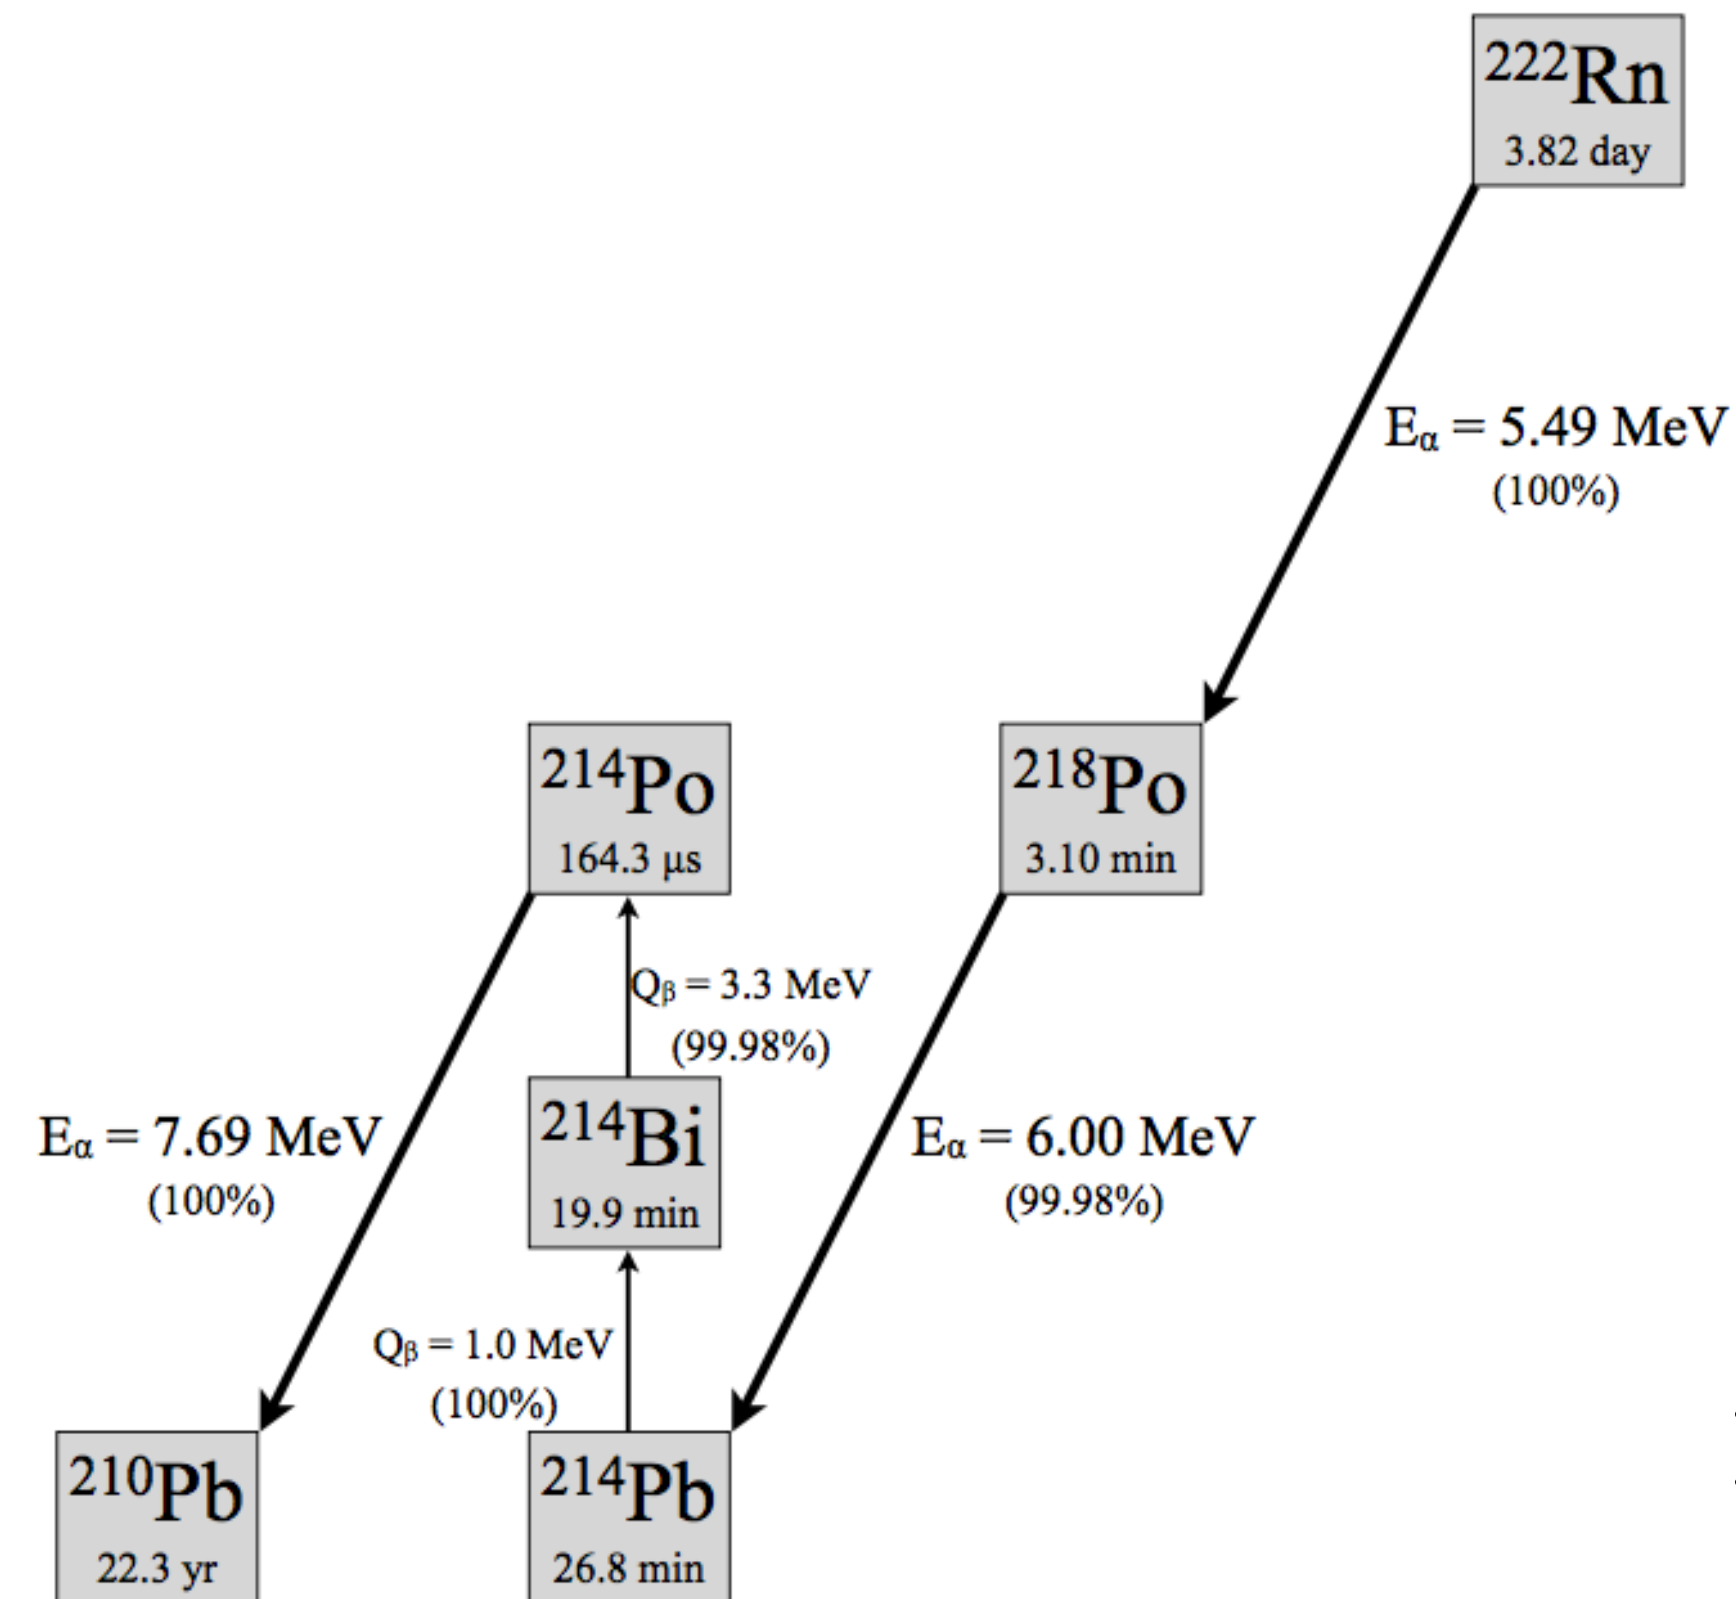 ²²²Rn
3.82 day
Eα = 5.49 MeV
(100%)
²¹⁴Po
164.3 μs
²¹⁸Po
3.10 min
Qβ = 3.3 MeV
(99.98%)
Eα = 7.69 MeV
(100%)
²¹⁴Bi
19.9 min
Eα = 6.00 MeV
(99.98%)
Qβ = 1.0 MeV
(100%)
²¹⁰Pb
22.3 yr
²¹⁴Pb
26.8 min